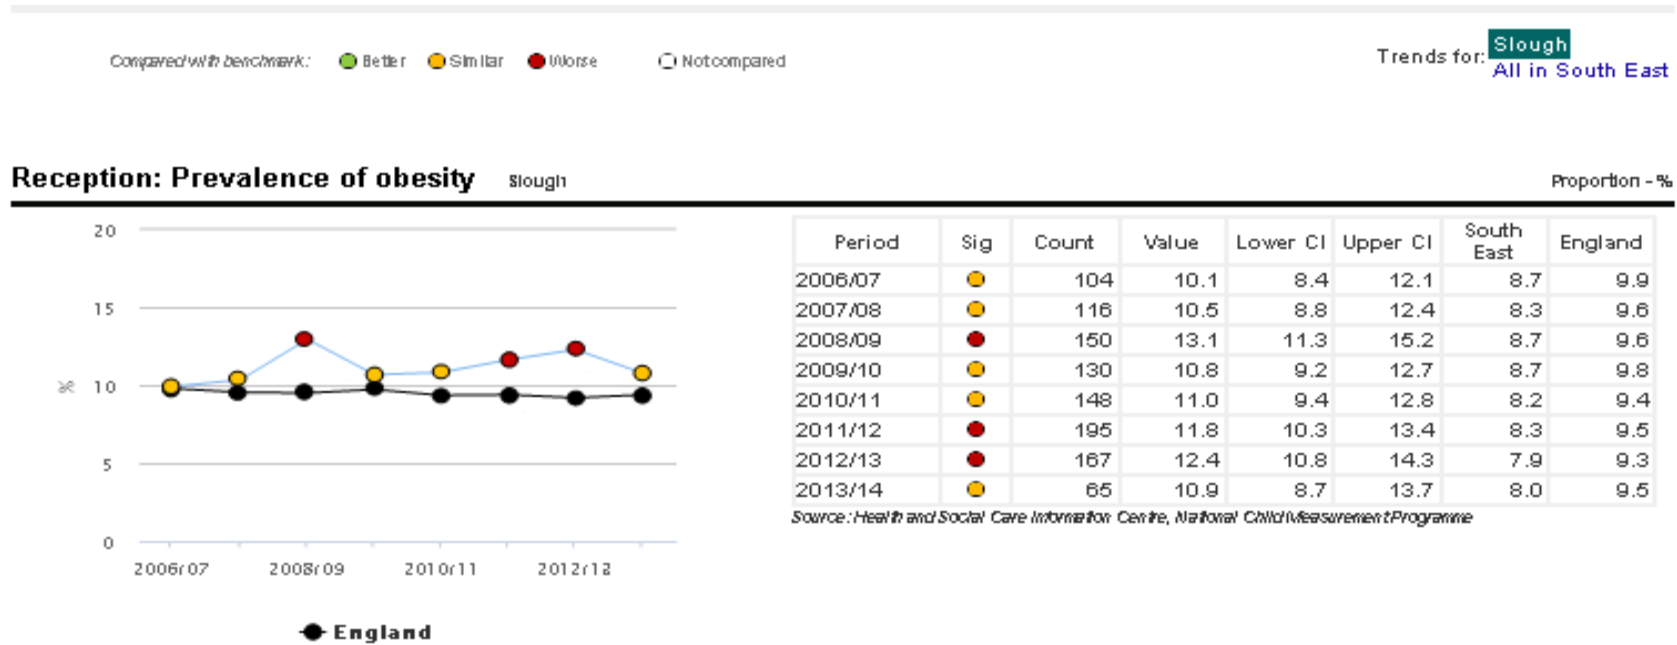 Compared with benchmark: Better Similar Worse Not compared
Trends for: Slough
All in South East
Reception: Prevalence of obesity Slough Proportion - %
20
15
10
5
0
%
2006/07 2008/09 2010/11 2012/13
England
Period Sig Count Value Lower CI Upper CI South East England
2006/07 104 10.1 8.4 12.1 8.7 9.9
2007/08 116 10.5 8.8 12.4 8.3 9.6
2008/09 150 13.1 11.3 15.2 8.7 9.6
2009/10 130 10.8 9.2 12.7 8.7 9.8
2010/11 148 11.0 9.4 12.8 8.2 9.4
2011/12 195 11.8 10.3 13.4 8.3 9.5
2012/13 167 12.4 10.8 14.3 7.9 9.3
2013/14 65 10.9 8.7 13.7 8.0 9.5
Source: Health and Social Care Information Centre, National Child Measurement Programme